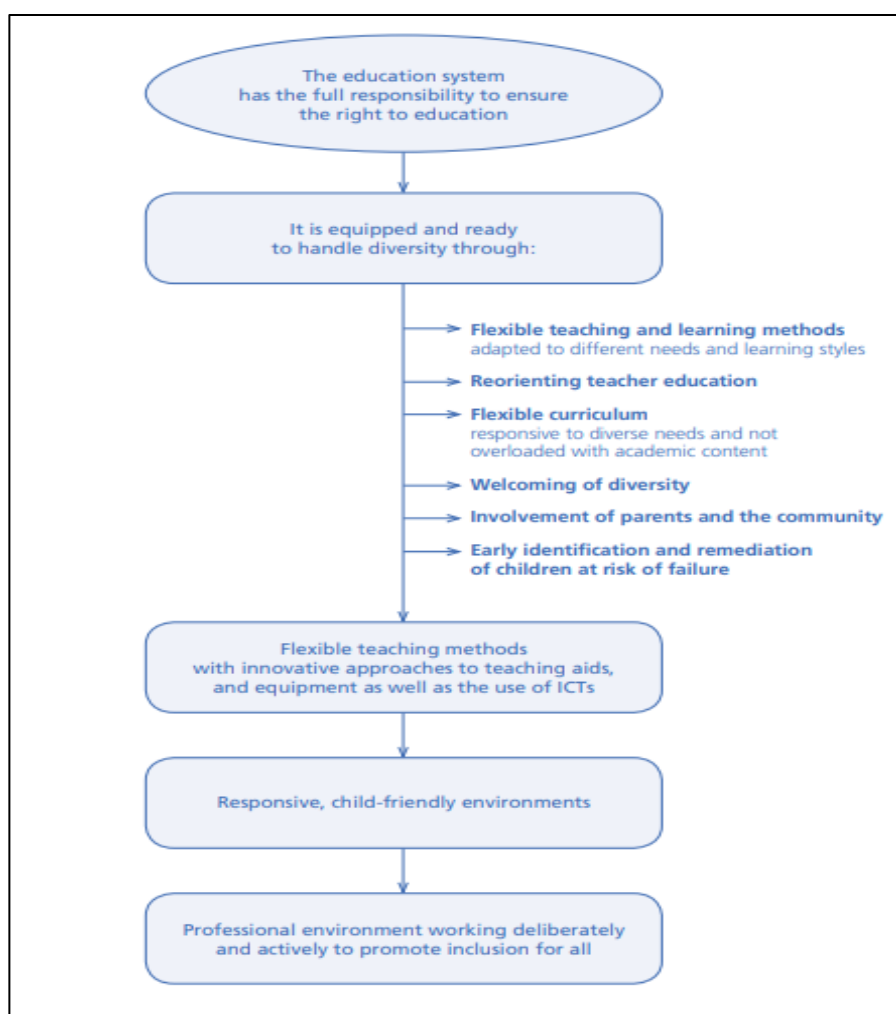 The education system
has the full responsibility to ensure
the right to education
It is equipped and ready
to handle diversity through:
Flexible teaching and learning methods
adapted to different needs and learning styles
Reorienting teacher education
Flexible curriculum
responsive to diverse needs and not
overloaded with academic content
Welcoming of diversity
Involvement of parents and the community
Early identification and remediation
of children at risk of failure
Flexible teaching methods
with innovative approaches to teaching aids,
and equipment as well as the use of ICTs
Responsive, child-friendly environments
Professional environment working deliberately
and actively to promote inclusion for all